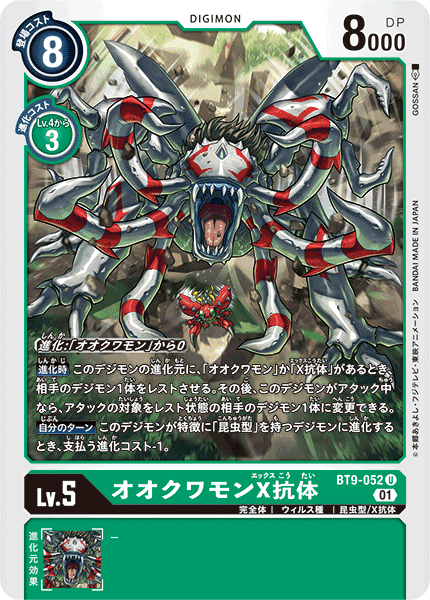 登場コスト
8
DIGIMON
8000
DP
進化コスト
Lv.4から
3
GOSSAN
進化:「オオクワモン」から0
進化時 このデジモンの進化元に、「オオクワモン」か「X抗体」があるとき、
相手のデジモン1体をレストさせる。その後、このデジモンがアタック中
なら、アタックの対象をレスト状態の相手のデジモン1体に変更できる。
自分のターン このデジモンが特徴に「昆虫型」を持つデジモンに進化する
とき、支払う進化コスト-1。
©本郷あきよし・フジテレビ・東映アニメーション BANDAI MADE IN JAPAN
Lv.5
オオクワモンX抗体
エックス こう たい
BT9-052 U
01
完全体 | ウィルス種 | 昆虫型/X抗体
進化元効果
–